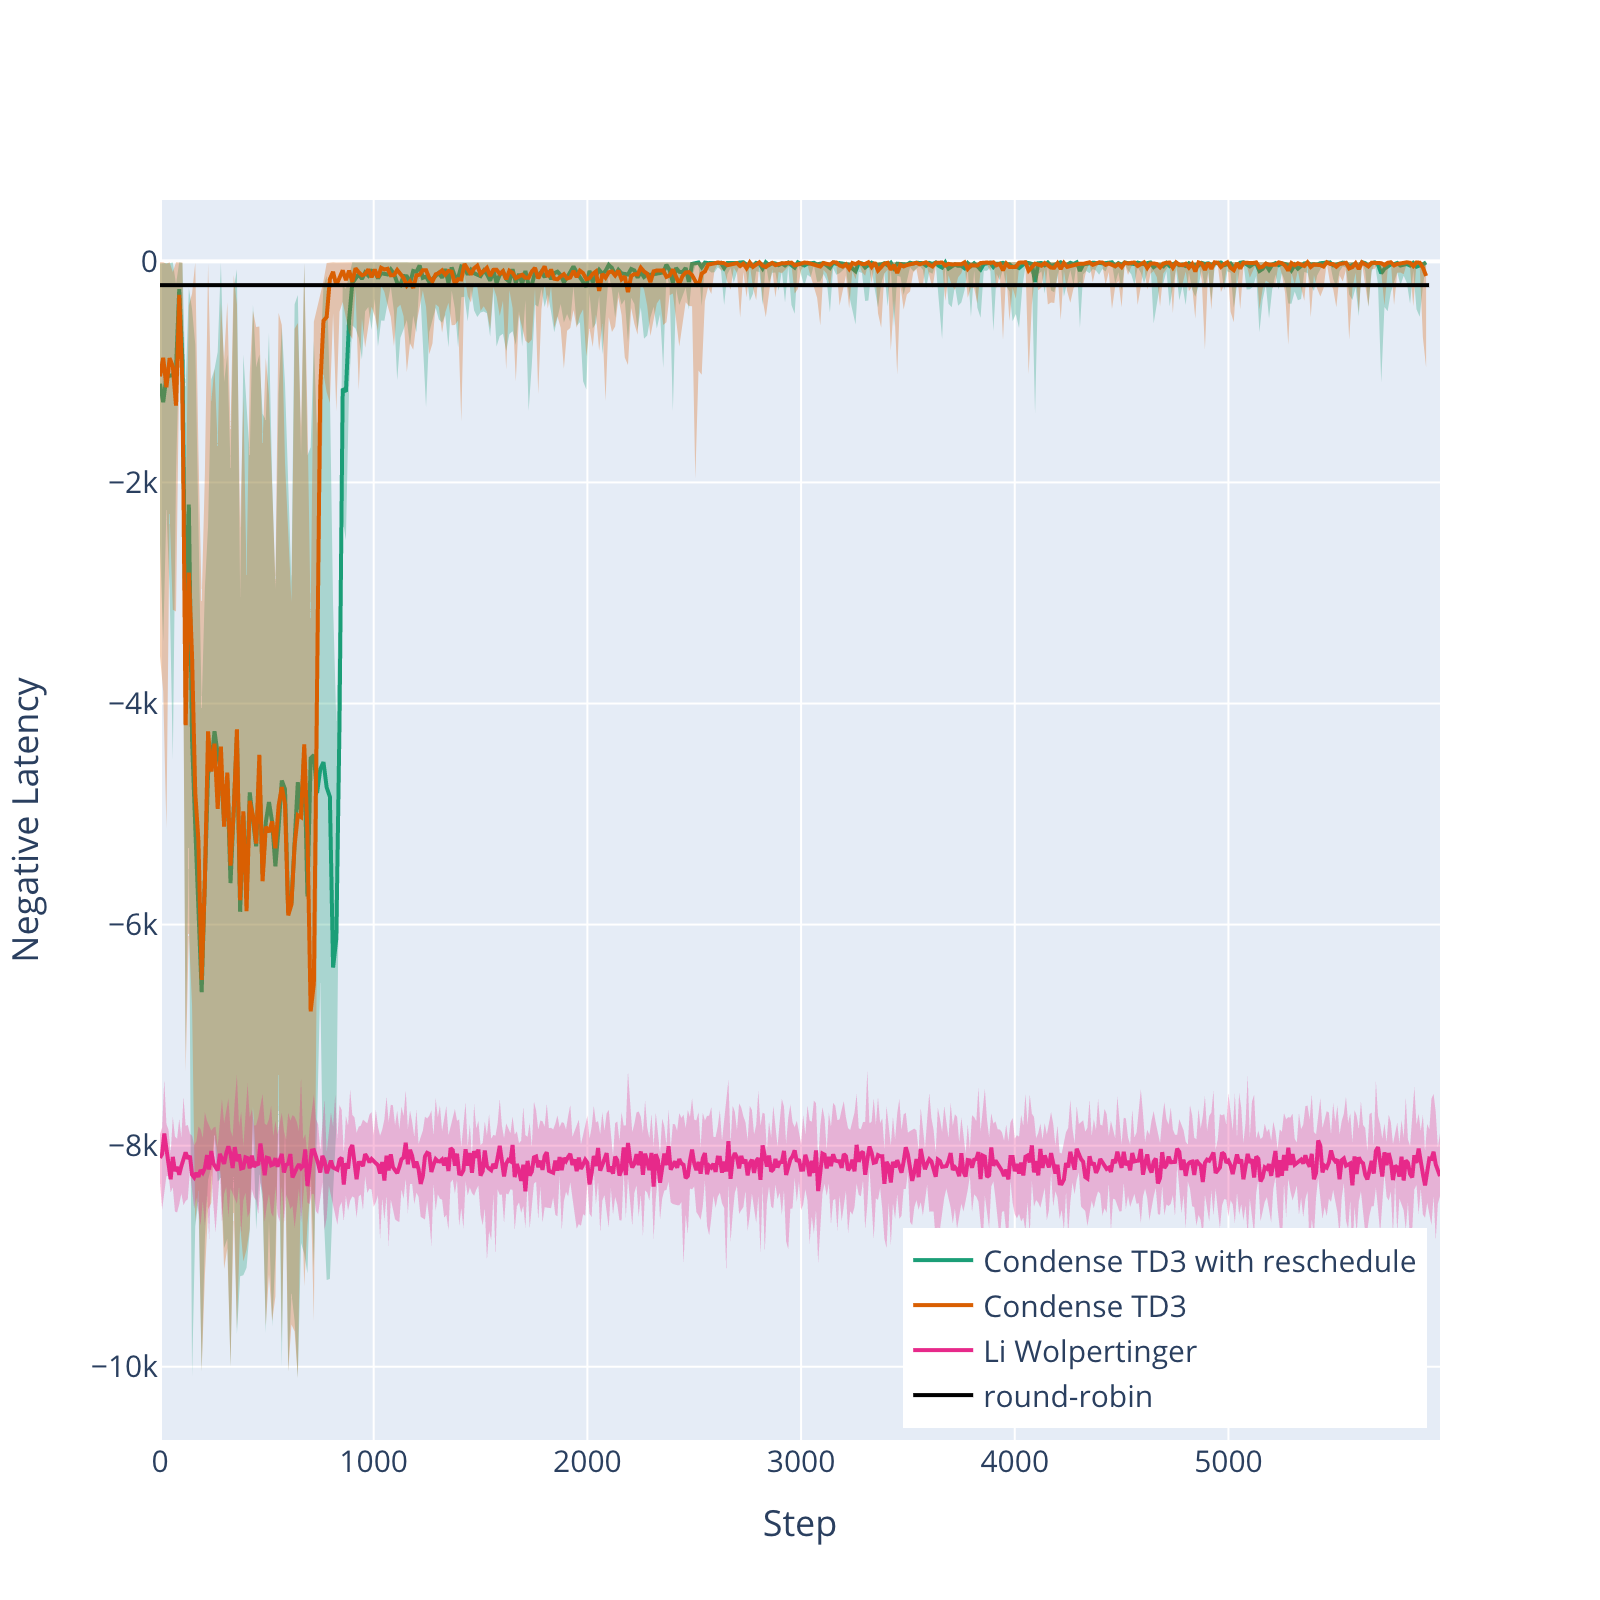 0
−2k
−4k
−6k
−8k
−10k
Negative Latency
0
1000
2000
3000
4000
5000
Step
Condense TD3 with reschedule
Condense TD3
Li Wolpertinger
round-robin